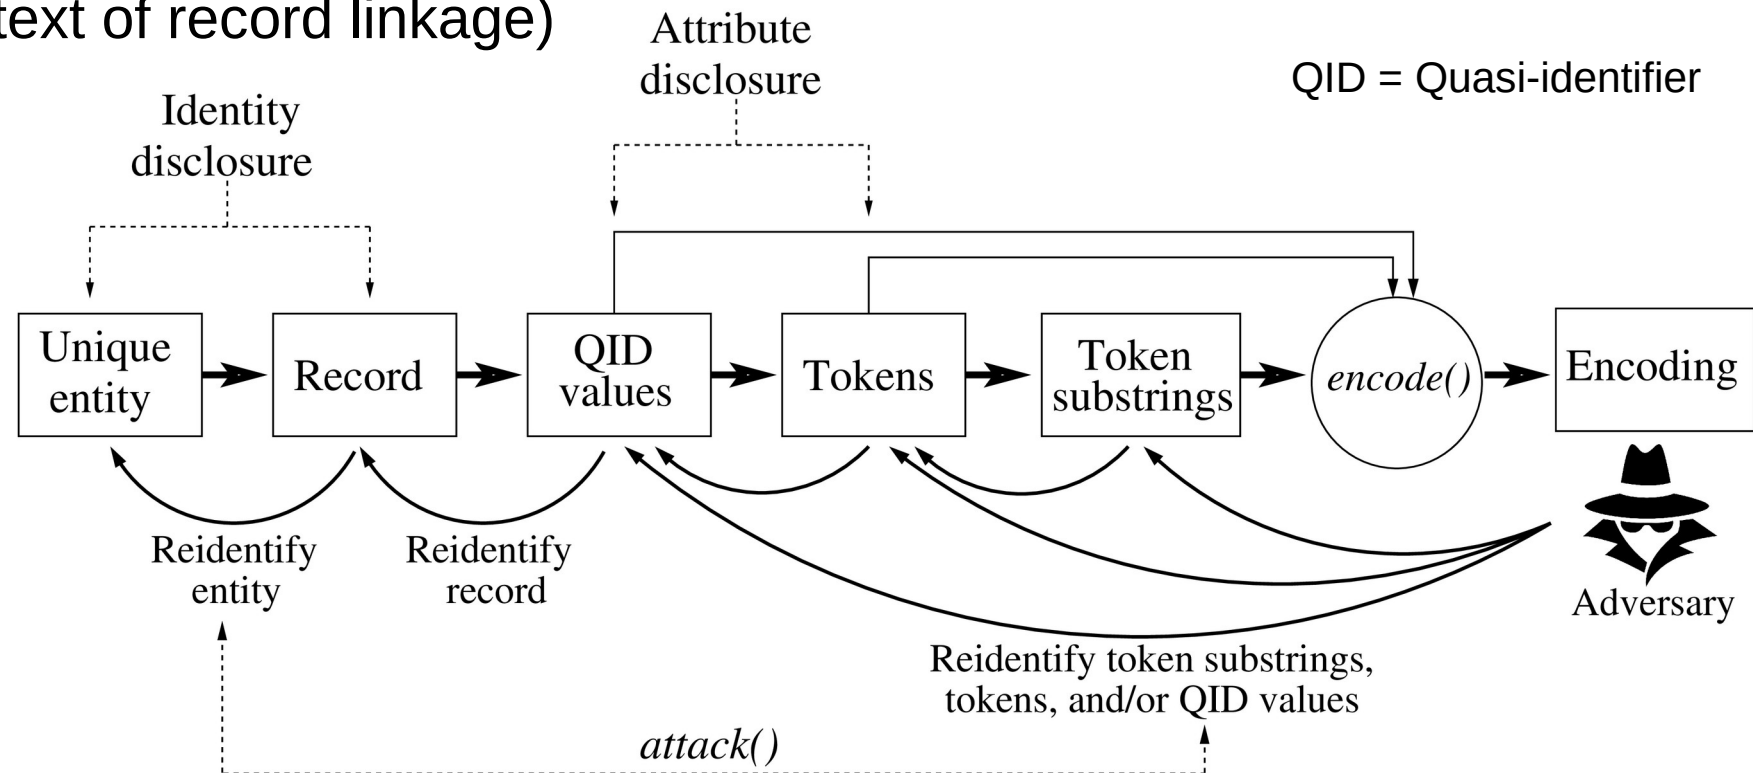 text of record linkage)
Attribute
disclosure
QID = Quasi-identifier
Identity
disclosure
Unique
entity
Record
QID
values
Tokens
Token
substrings
encode()
Encoding
Reidentify
entity
Reidentify
record
Adversary
Reidentify token substrings,
tokens, and/or QID values
attack()